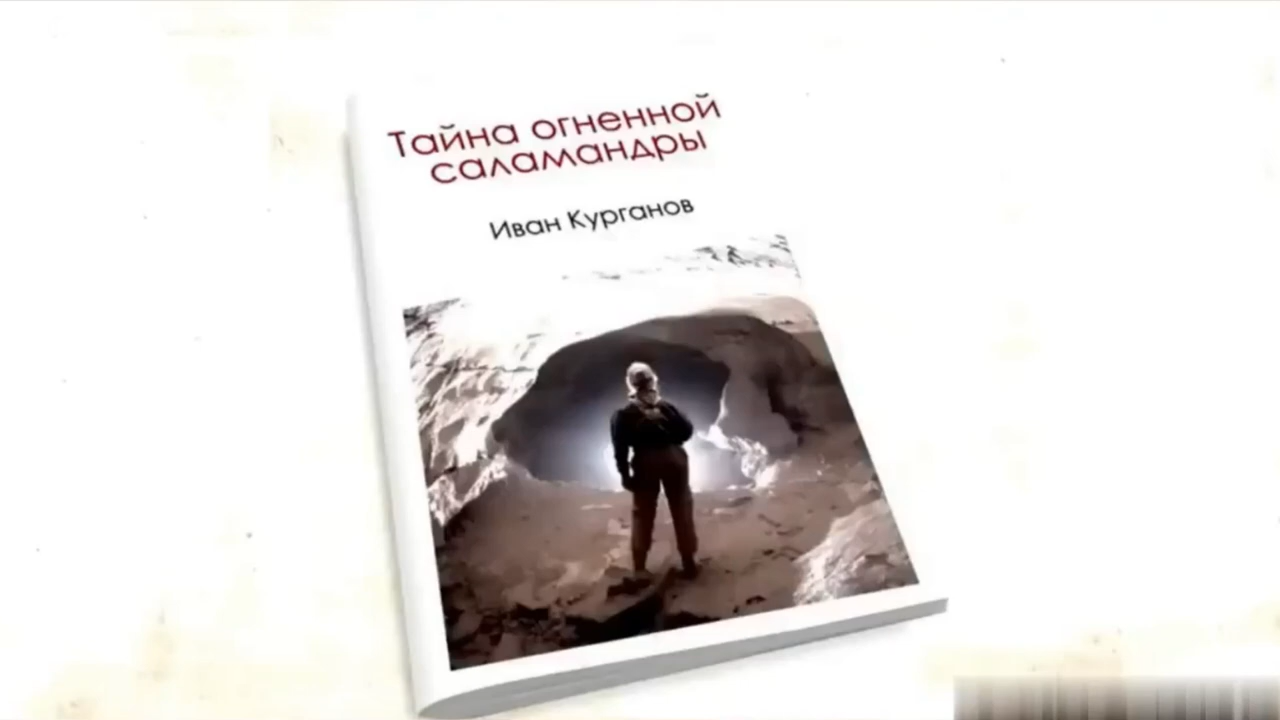 Тайна огненной
саламандры
Иван Курганов